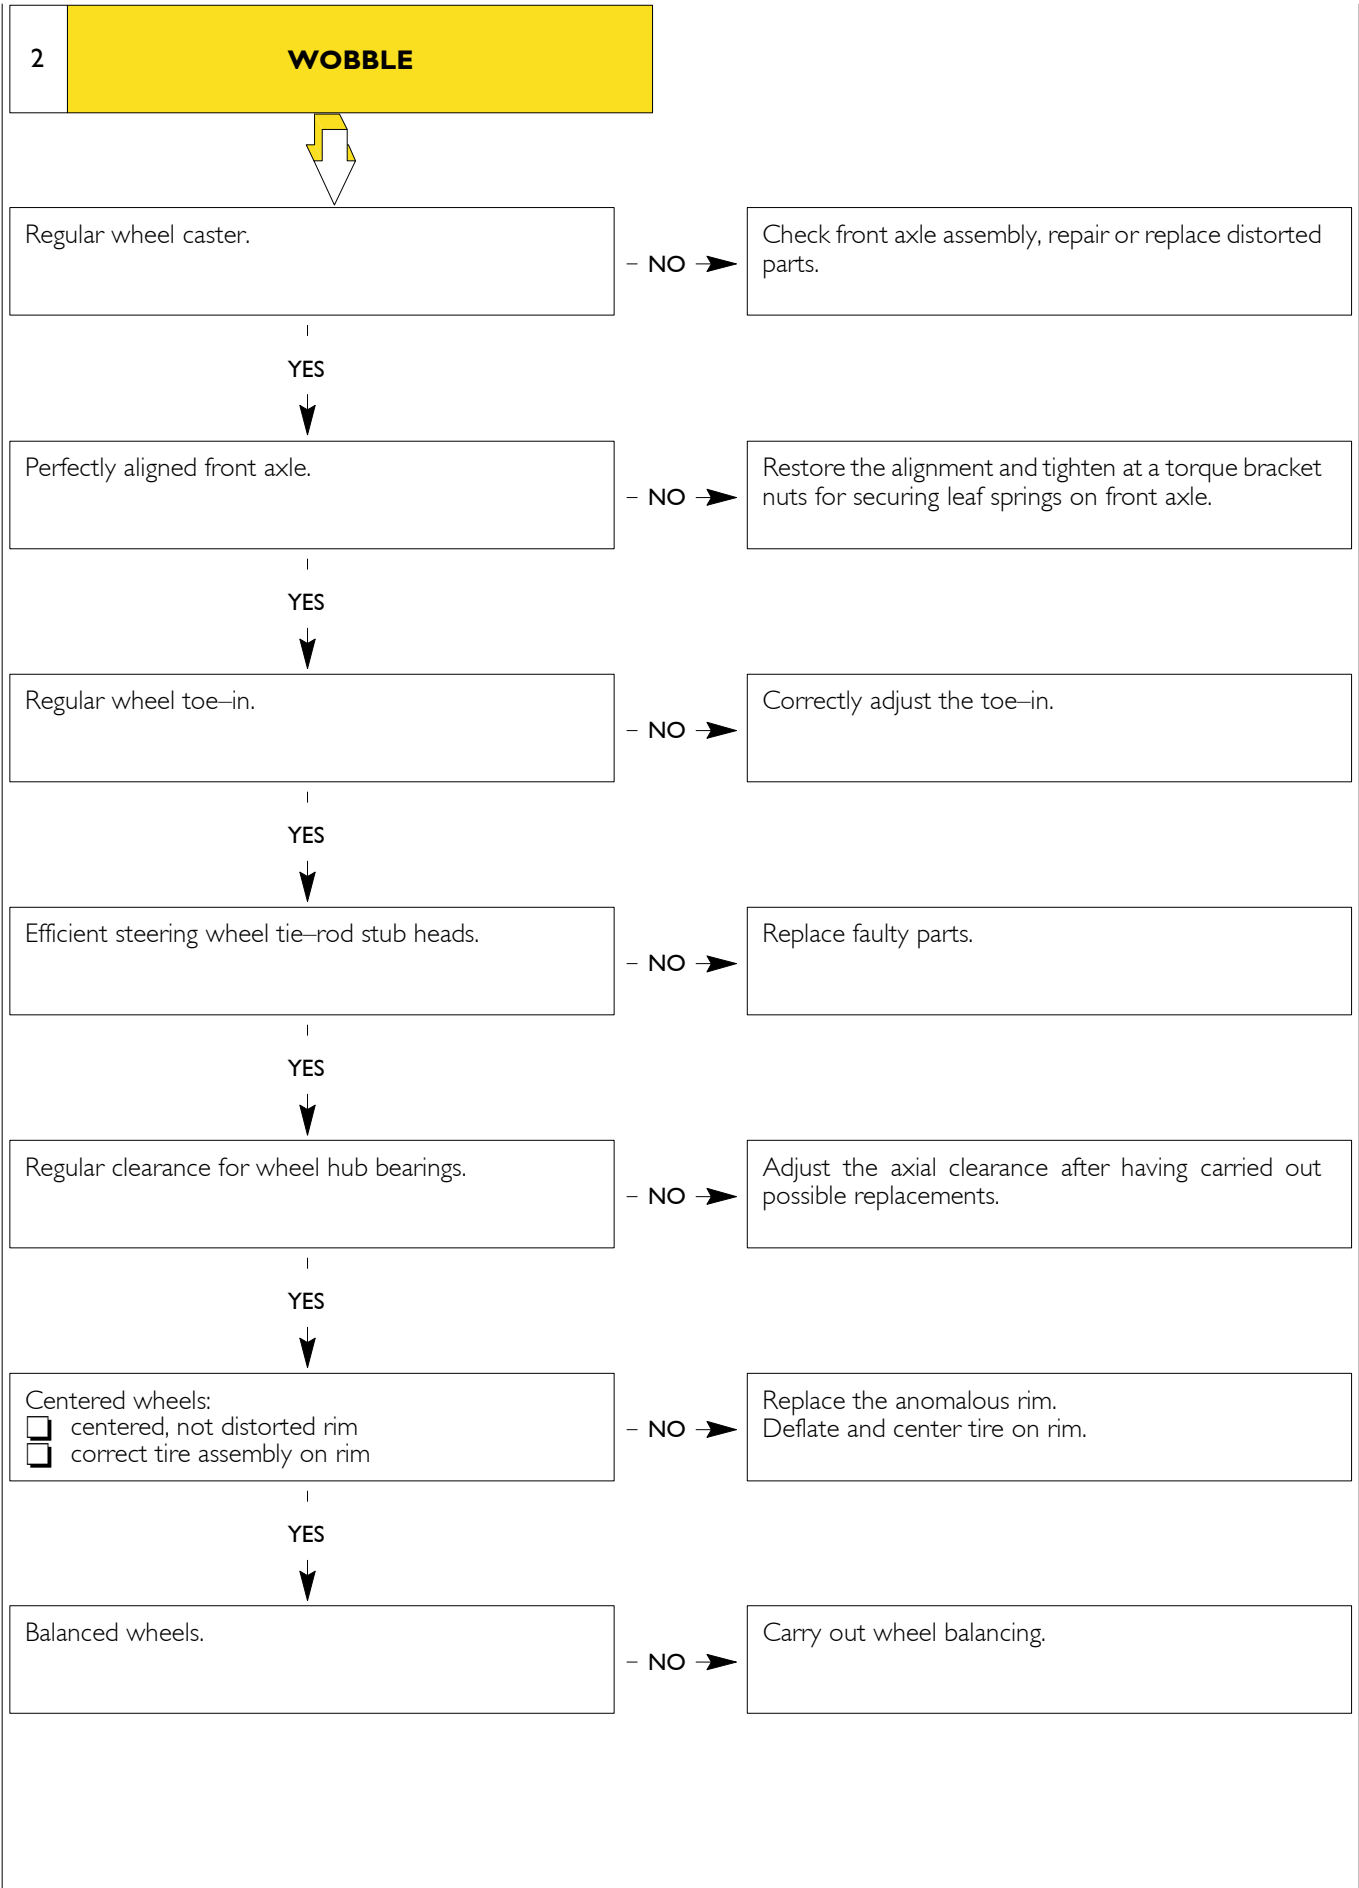 2
WOBBLE
Regular wheel caster.
– NO
Check front axle assembly, repair or replace distorted
parts.
YES
Perfectly aligned front axle.
– NO
Restore the alignment and tighten at a torque bracket
nuts for securing leaf springs on front axle.
YES
Regular wheel toe–in.
– NO
Correctly adjust the toe–in.
YES
Efficient steering wheel tie–rod stub heads.
– NO
Replace faulty parts.
YES
Regular clearance for wheel hub bearings.
– NO
Adjust the axial clearance after having carried out
possible replacements.
YES
Centered wheels:
❑ centered, not distorted rim
❑ correct tire assembly on rim
– NO
Replace the anomalous rim.
Deflate and center tire on rim.
YES
Balanced wheels.
– NO
Carry out wheel balancing.